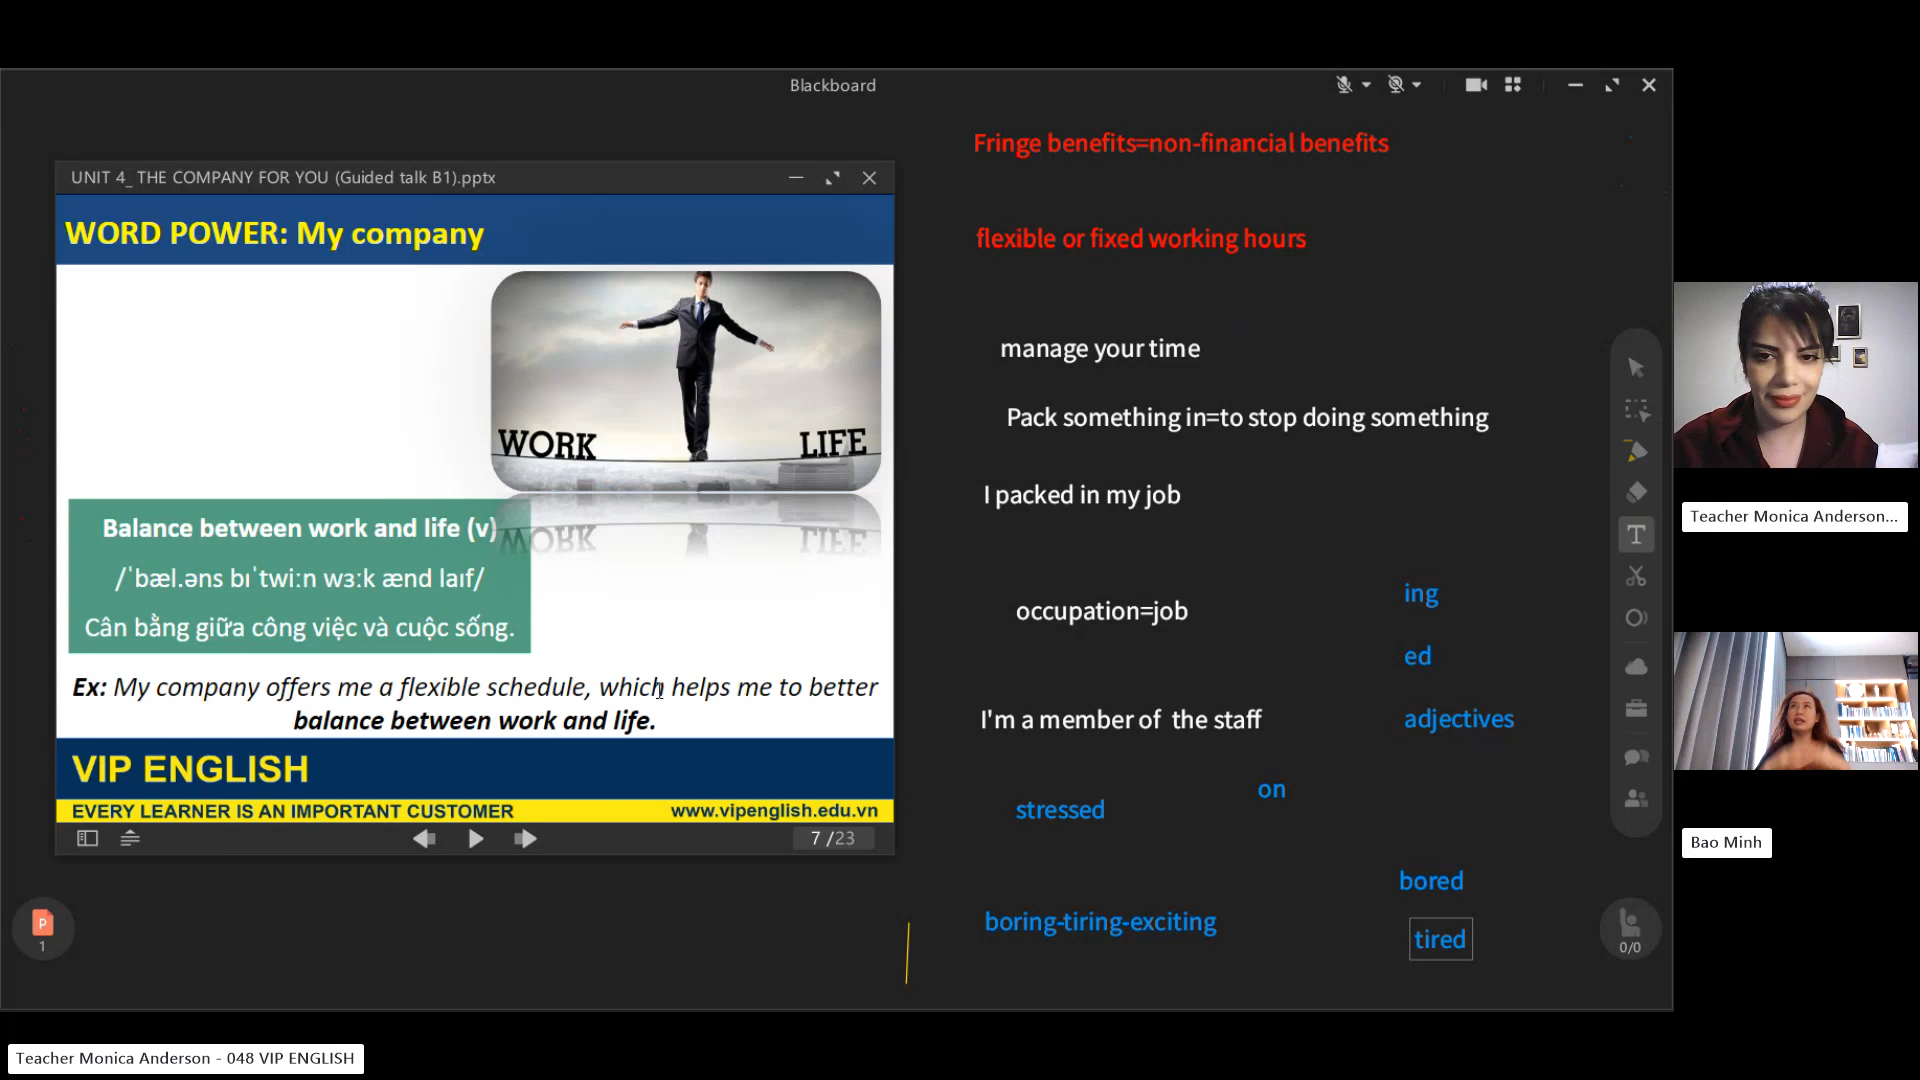 Blackboard
UNIT 4_ THE COMPANY FOR YOU (Guided talk B1).pptx
WORD POWER: My company
WORK
LIFE
Balance between work and life (v)
/ˈbæl.əns bɪˈtwiːn wɜːk ænd laɪf/
Cân bằng giữa công việc và cuộc sống.
Ex: My company offers me a flexible schedule, which helps me to better
balance between work and life.
VIP ENGLISH
EVERY LEARNER IS AN IMPORTANT CUSTOMER
www.vipenglish.edu.vn
7 /23
P
1
Fringe benefits=non-financial benefits
flexible or fixed working hours
manage your time
Pack something in=to stop doing something
I packed in my job
ing
occupation=job
ed
I'm a member of  the staff
adjectives
on
stressed
bored
boring-tiring-exciting
tired
T
0/0
Teacher Monica Anderson...
Bao Minh
Teacher Monica Anderson - 048 VIP ENGLISH